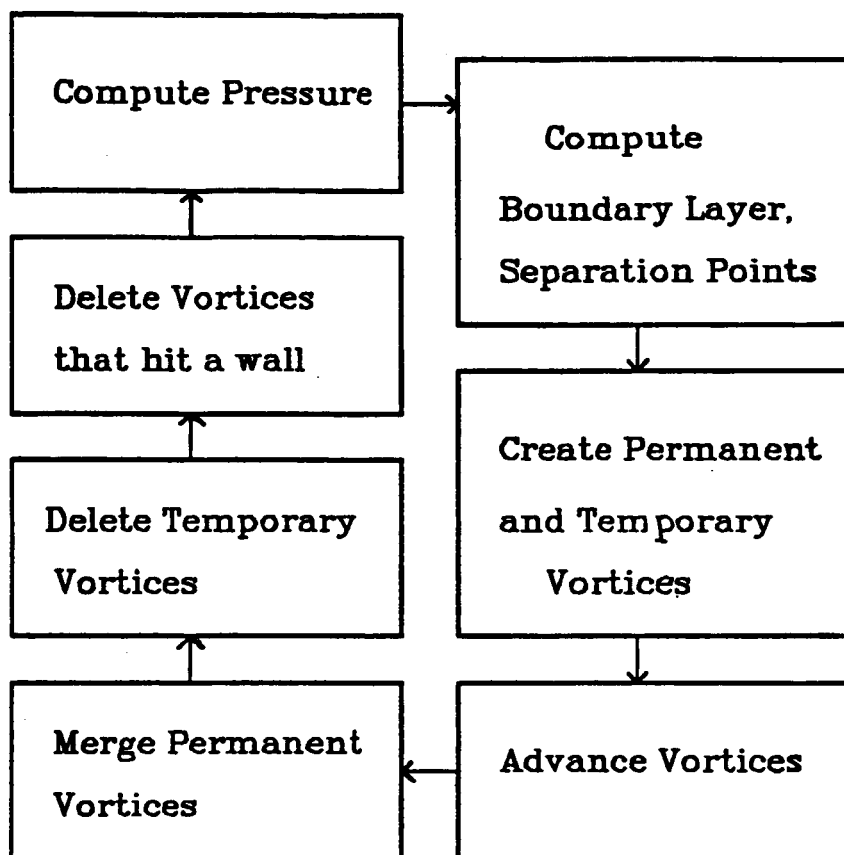 Compute Pressure
Compute
Boundary Layer,
Separation Points
Create Permanent
and Temporary
Vortices
Advance Vortices
Merge Permanent
Vortices
Delete Temporary
Vortices
Delete Vortices
that hit a wall